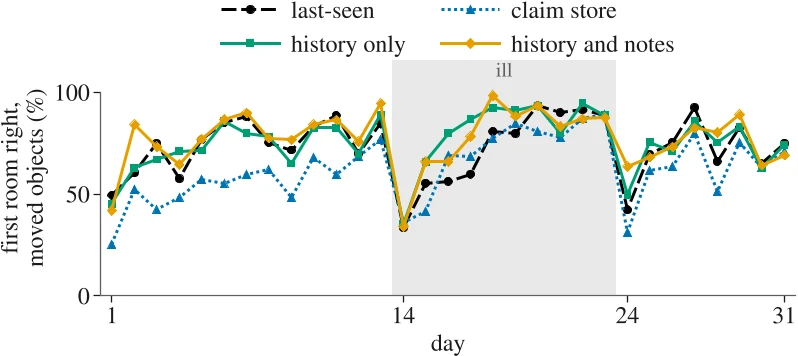 last-seen
claim store
history only
history and notes
ill
first room right,
moved objects (%)
100
50
0
1
14
24
31
day